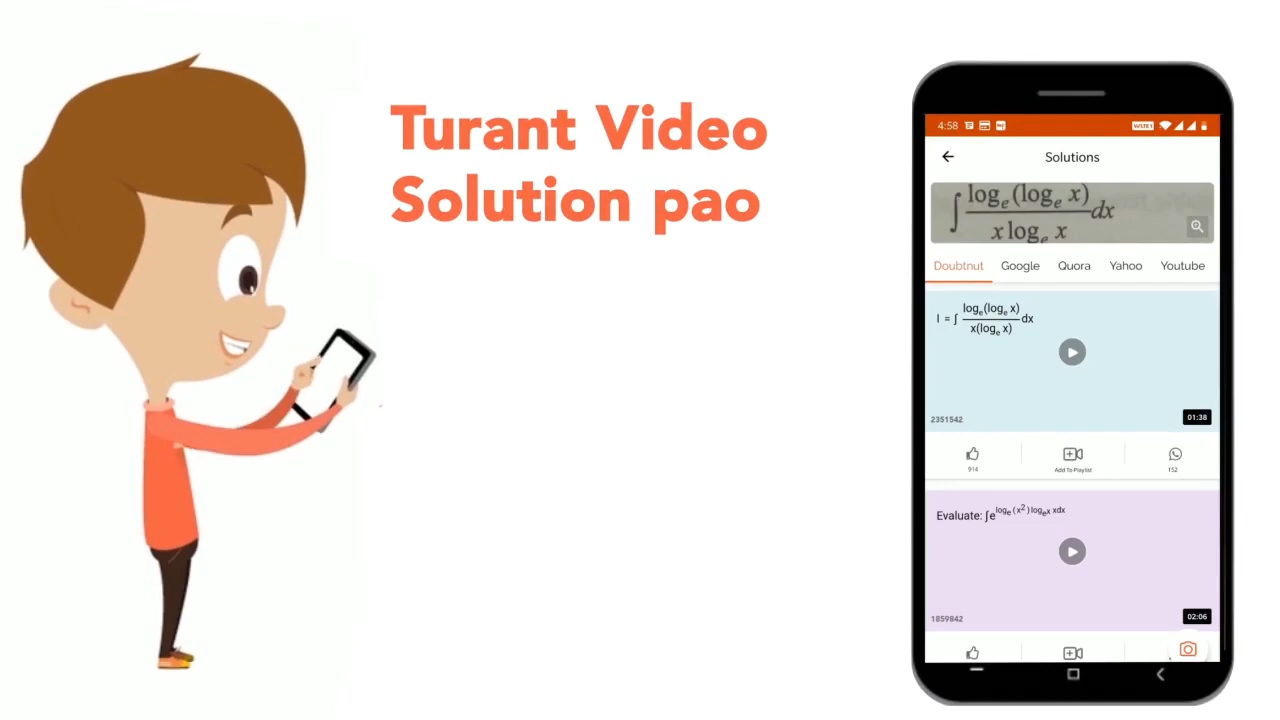 Turant Video
Solution pao
4:58
VoLTE1
Solutions
∫ logₑ(logₑ x) / x logₑ x dx
Doubtnut Google Quora Yahoo Youtube
I = ∫ logₑ(logₑ x) / x(logₑ x) dx
2351542 01:38
914 Add To Playlist 152
Evaluate: ∫e^logₑ(x²)logₑx xdx
1859842 02:06